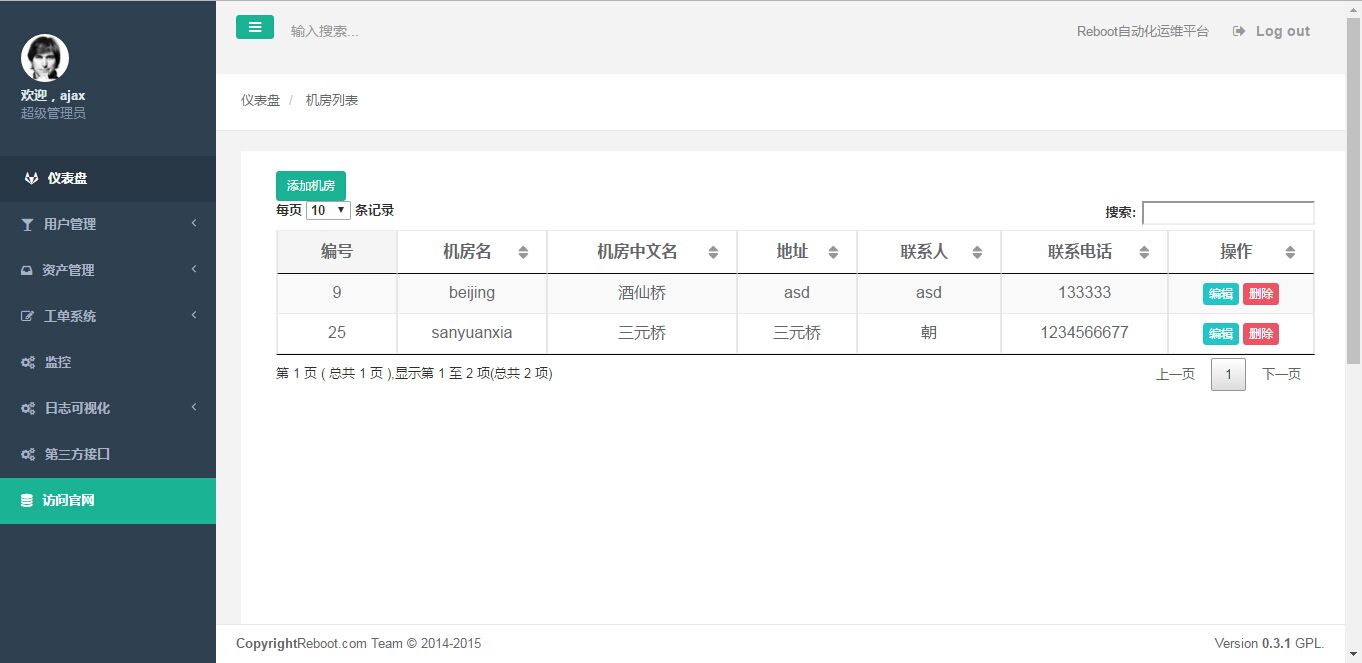 欢迎，ajax
超级管理员
仪表盘
用户管理
资产管理
工单系统
监控
日志可视化
第三方接口
访问官网
输入搜索... Reboot自动化运维平台 Log out
仪表盘 / 机房列表
添加机房
每页 10 条记录 搜索:
编号 机房名 机房中文名 地址 联系人 联系电话 操作
9 beijing 酒仙桥 asd asd 133333 编辑 删除
25 sanyuanxia 三元桥 三元桥 朝 1234566677 编辑 删除
第 1 页 ( 总共 1 页 ),显示第 1 至 2 项(总共 2 项) 上一页 1 下一页
CopyrightReboot.com Team © 2014-2015 Version 0.3.1 GPL.